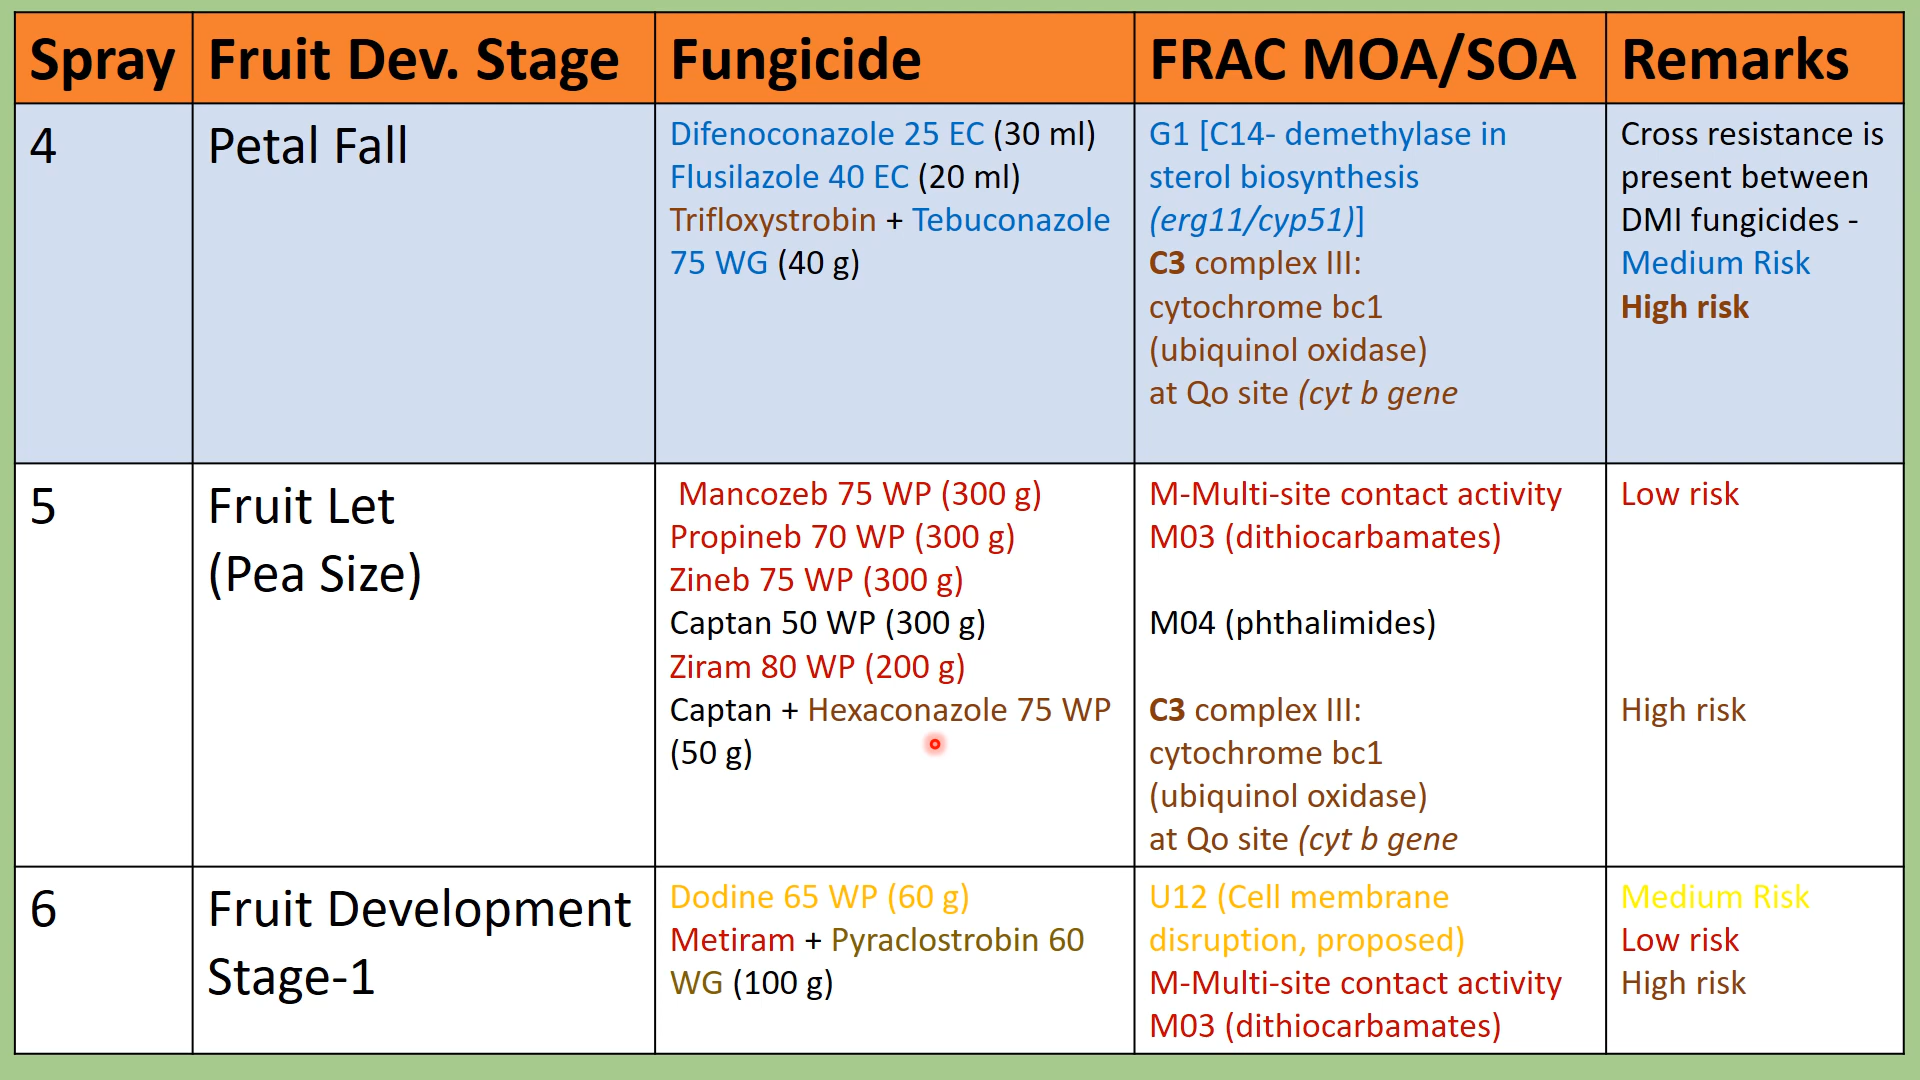 Spray Fruit Dev. Stage Fungicide FRAC MOA/SOA Remarks
4
Petal Fall
Difenoconazole 25 EC (30 ml)
Flusilazole 40 EC (20 ml)
Trifloxystrobin + Tebuconazole
75 WG (40 g)
G1 [C14- demethylase in
sterol biosynthesis
(erg11/cyp51)]
C3 complex III:
cytochrome bc1
(ubiquinol oxidase)
at Qo site (cyt b gene
Cross resistance is
present between
DMI fungicides -
Medium Risk
High risk
5
Fruit Let
(Pea Size)
Mancozeb 75 WP (300 g)
Propineb 70 WP (300 g)
Zineb 75 WP (300 g)
Captan 50 WP (300 g)
Ziram 80 WP (200 g)
Captan + Hexaconazole 75 WP
(50 g)
M-Multi-site contact activity
M03 (dithiocarbamates)
M04 (phthalimides)
C3 complex III:
cytochrome bc1
(ubiquinol oxidase)
at Qo site (cyt b gene
Low risk
High risk
6
Fruit Development
Stage-1
Dodine 65 WP (60 g)
Metiram + Pyraclostrobin 60
WG (100 g)
U12 (Cell membrane
disruption, proposed)
M-Multi-site contact activity
M03 (dithiocarbamates)
Medium Risk
Low risk
High risk